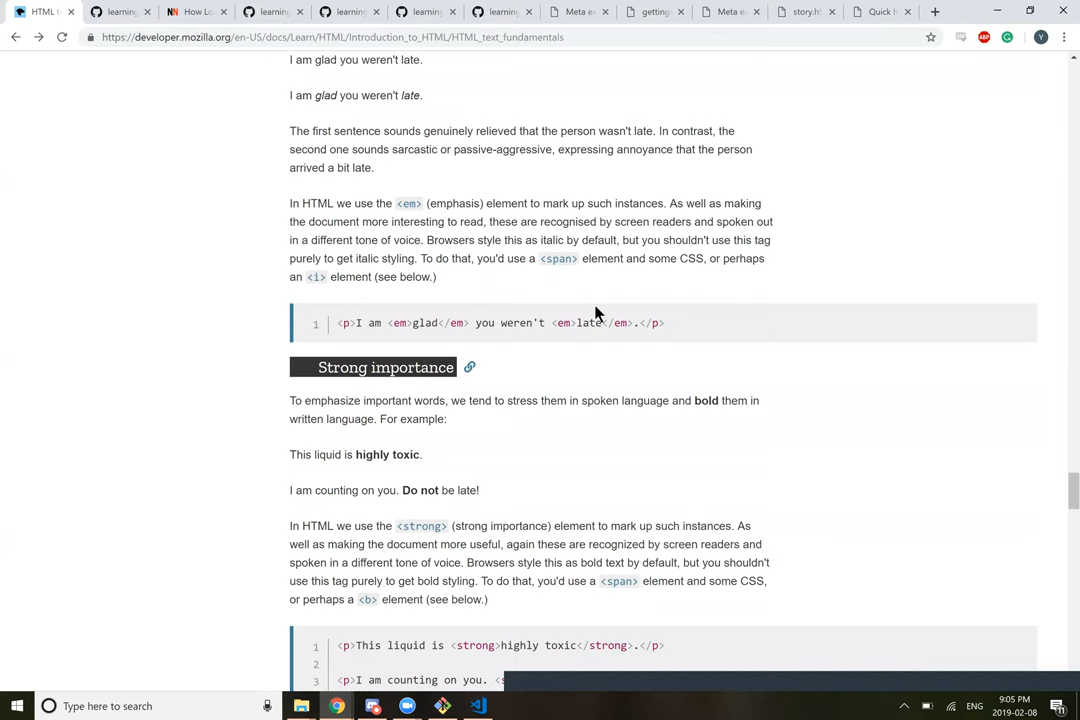 HTML t
learning
How Lo
learning
learning
learning
learning
Meta e
getting
Meta e
story.h
Quick h
https://developer.mozilla.org/en-US/docs/Learn/HTML/Introduction_to_HTML/HTML_text_fundamentals
ABP
G
Y
I am glad you weren't late.
I am glad you weren't late.
The first sentence sounds genuinely relieved that the person wasn't late. In contrast, the
second one sounds sarcastic or passive-aggressive, expressing annoyance that the person
arrived a bit late.
In HTML we use the <em> (emphasis) element to mark up such instances. As well as making
the document more interesting to read, these are recognised by screen readers and spoken out
in a different tone of voice. Browsers style this as italic by default, but you shouldn't use this tag
purely to get italic styling. To do that, you'd use a <span> element and some CSS, or perhaps
an <i> element (see below.)
1 <p>I am <em>glad</em> you weren't <em>late</em>.</p>
Strong importance
To emphasize important words, we tend to stress them in spoken language and bold them in
written language. For example:
This liquid is highly toxic.
I am counting on you. Do not be late!
In HTML we use the <strong> (strong importance) element to mark up such instances. As
well as making the document more useful, again these are recognized by screen readers and
spoken in a different tone of voice. Browsers style this as bold text by default, but you shouldn't
use this tag purely to get bold styling. To do that, you'd use a <span> element and some CSS,
or perhaps a <b> element (see below.)
1 <p>This liquid is <strong>highly toxic</strong>.</p>
2
3 <p>I am counting on you. <s
Type here to search
ENG
9:05 PM
2019-02-08
11